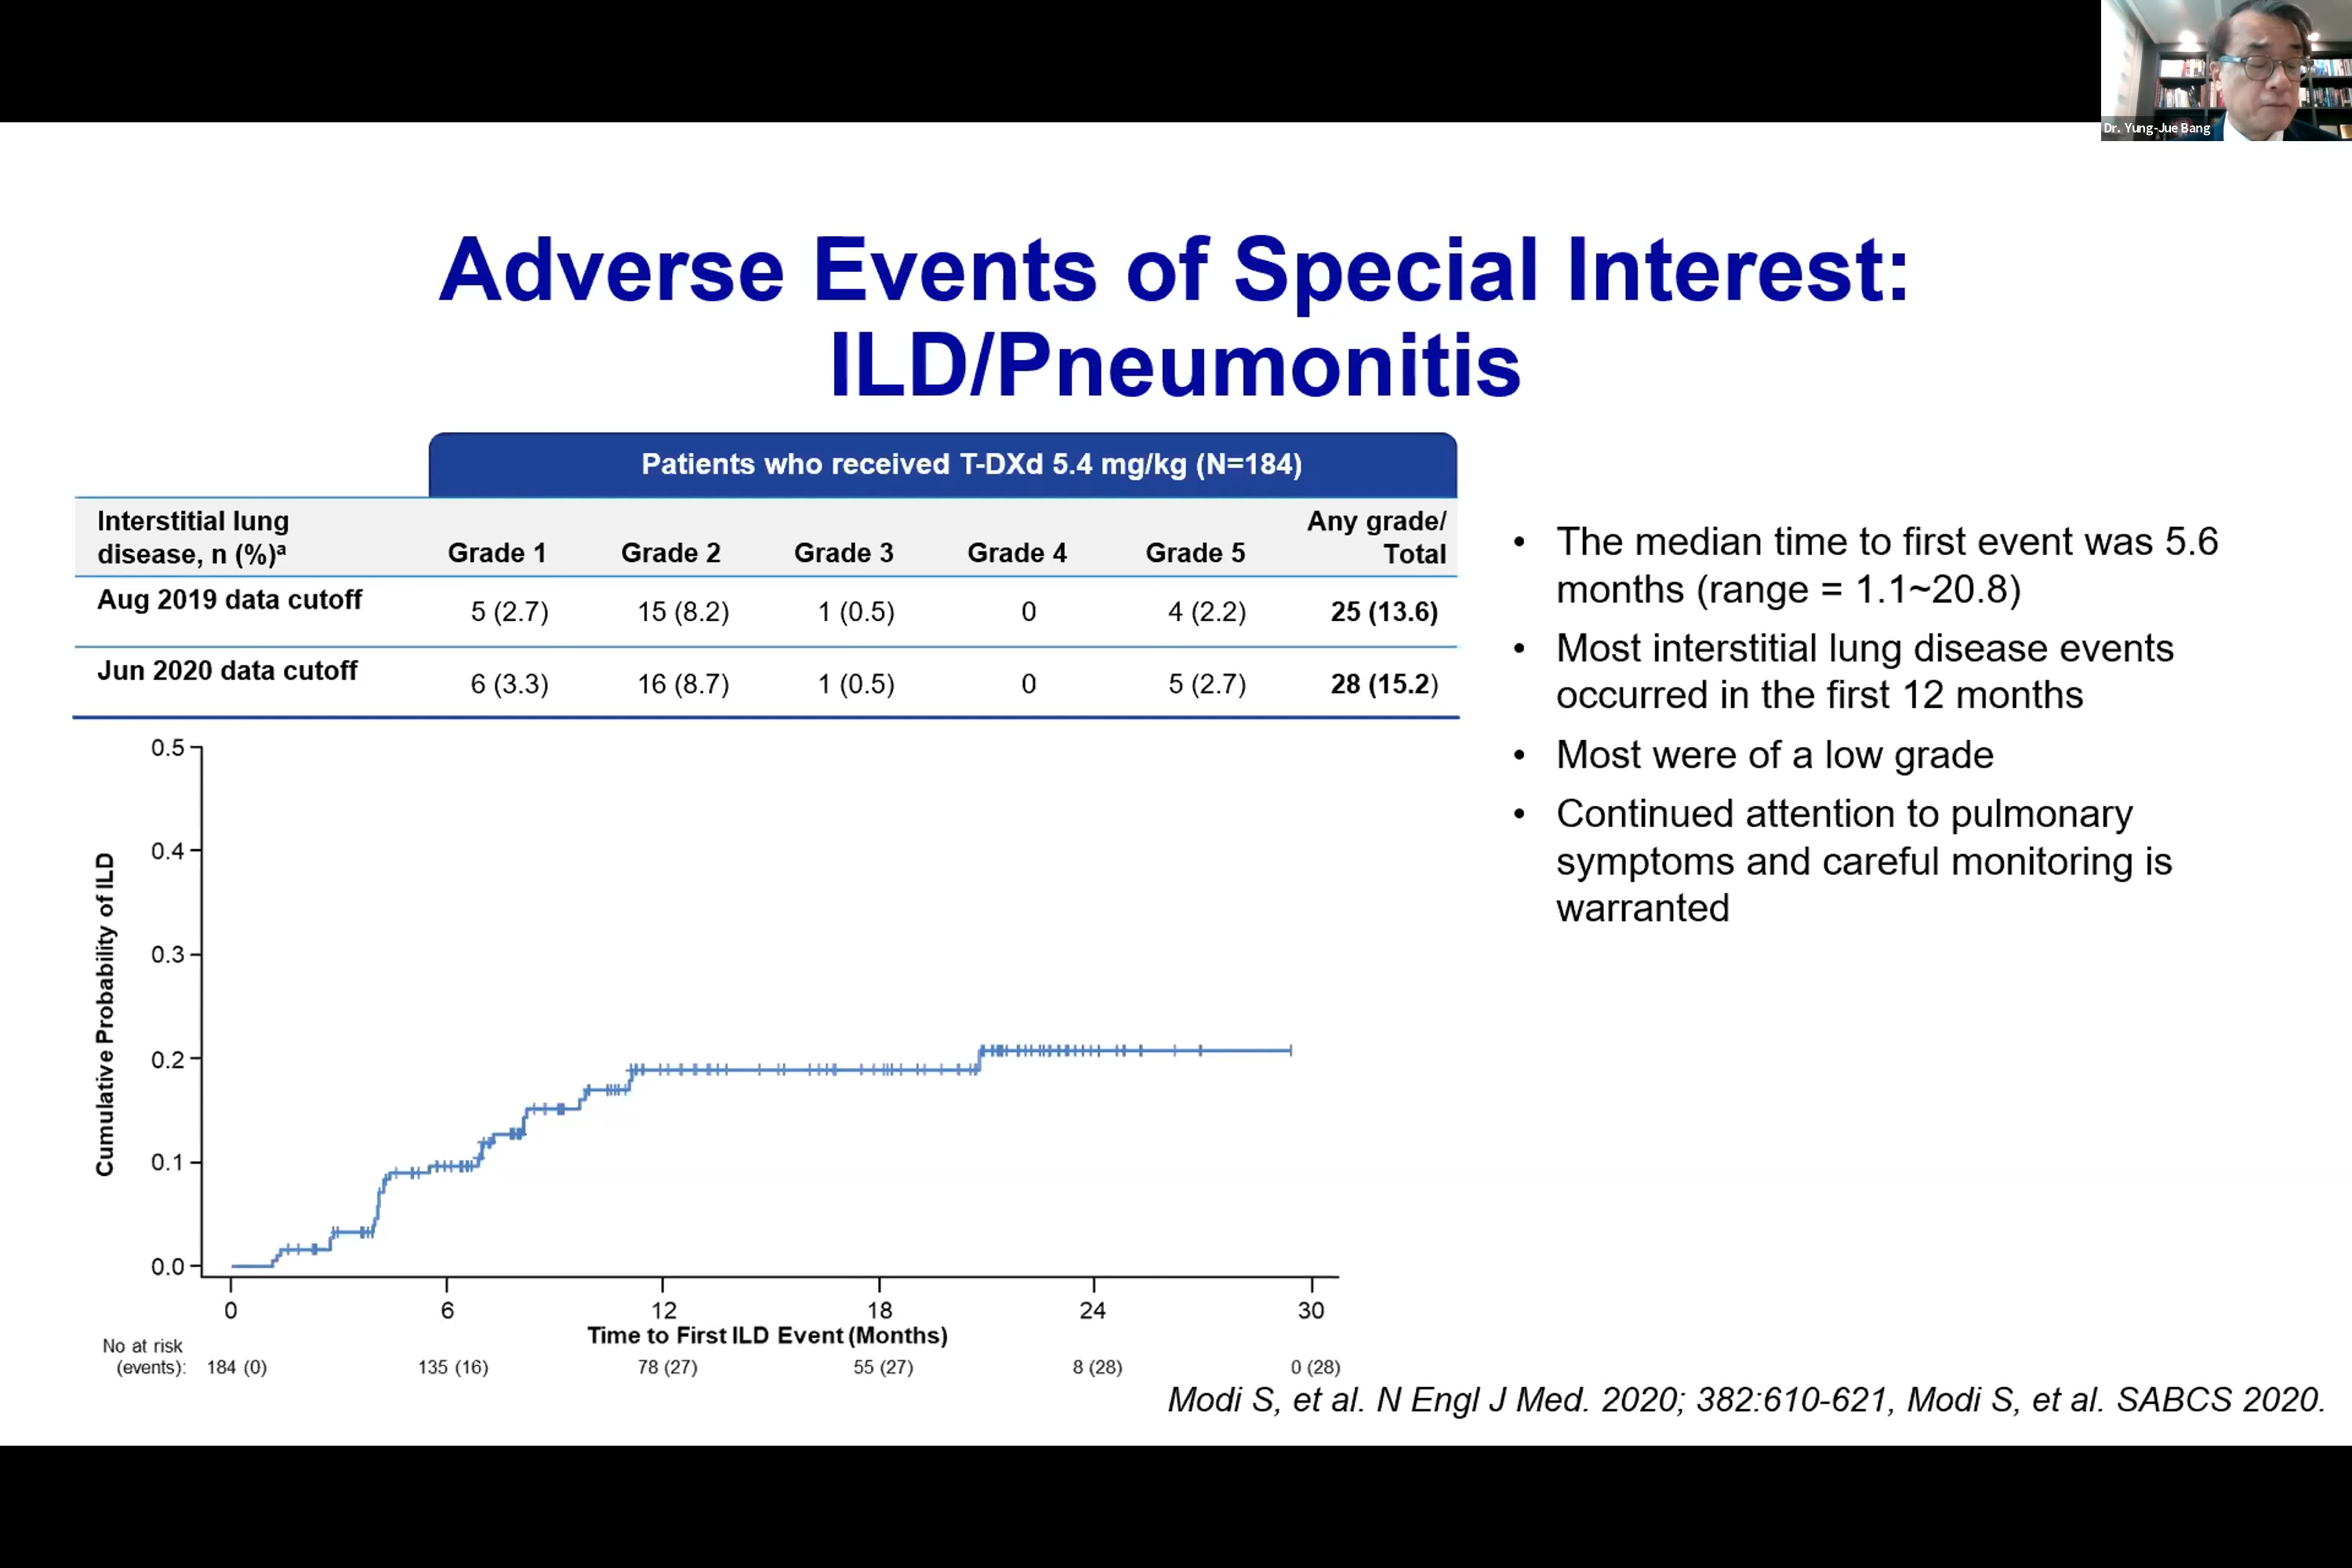 Dr. Yung-Jue Bang
Adverse Events of Special Interest:
ILD/Pneumonitis
Patients who received T-DXd 5.4 mg/kg (N=184)
Interstitial lung disease, n (%)ª Grade 1 Grade 2 Grade 3 Grade 4 Grade 5 Any grade/ Total
Aug 2019 data cutoff 5 (2.7) 15 (8.2) 1 (0.5) 0 4 (2.2) 25 (13.6)
Jun 2020 data cutoff 6 (3.3) 16 (8.7) 1 (0.5) 0 5 (2.7) 28 (15.2)
• The median time to first event was 5.6
months (range = 1.1~20.8)
• Most interstitial lung disease events
occurred in the first 12 months
• Most were of a low grade
• Continued attention to pulmonary
symptoms and careful monitoring is
warranted
Cumulative Probability of ILD
0.5
0.4
0.3
0.2
0.1
0.0
0 6 12 18 24 30
Time to First ILD Event (Months)
No at risk
(events): 184 (0) 135 (16) 78 (27) 55 (27) 8 (28) 0 (28)
Modi S, et al. N Engl J Med. 2020; 382:610-621, Modi S, et al. SABCS 2020.